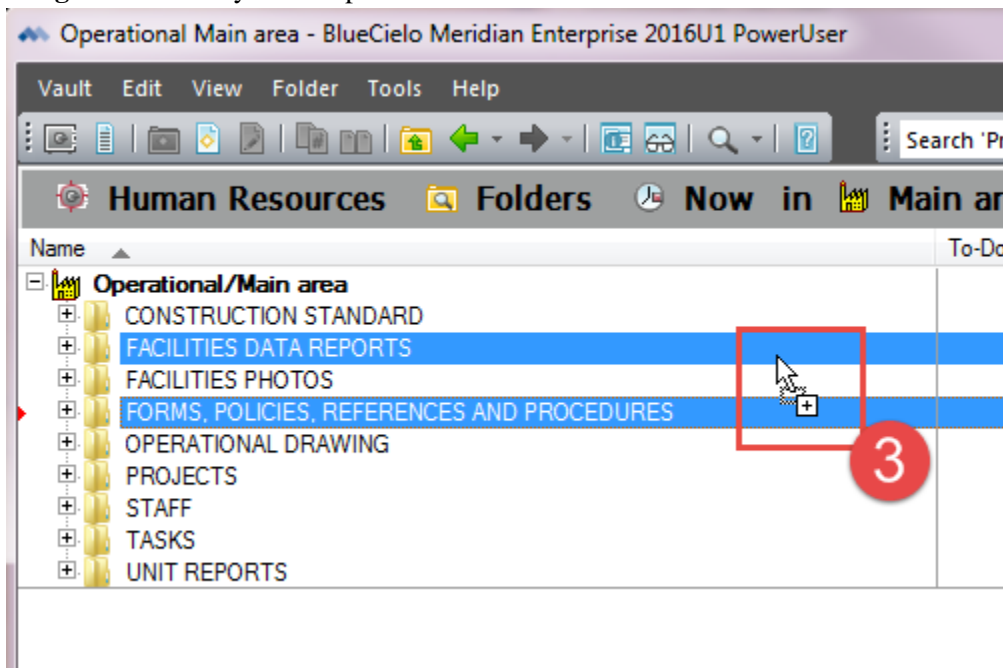 Operational Main area - BlueCielo Meridian Enterprise 2016U1 PowerUser
Vault Edit View Folder Tools Help
Search 'Pr
Human Resources Folders Now in Main ar
Name To-Do
Operational/Main area
CONSTRUCTION STANDARD
FACILITIES DATA REPORTS
FACILITIES PHOTOS
FORMS, POLICIES, REFERENCES AND PROCEDURES
3
OPERATIONAL DRAWING
PROJECTS
STAFF
TASKS
UNIT REPORTS